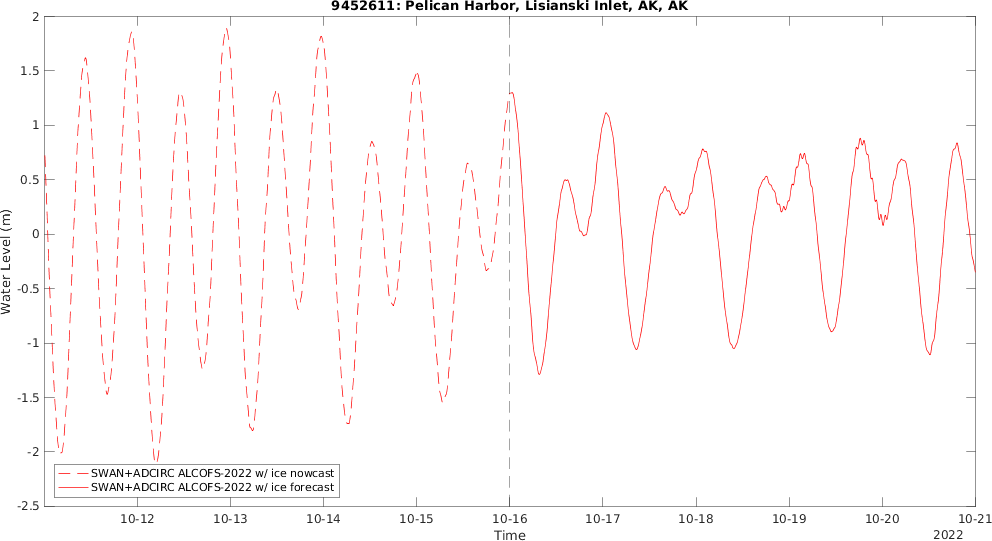 9452611: Pelican Harbor, Lisianski Inlet, AK, AK
Water Level (m)
2
1.5
1
0.5
0
-0.5
-1
-1.5
-2
-2.5
SWAN+ADCIRC ALCOFS-2022 w/ ice nowcast
SWAN+ADCIRC ALCOFS-2022 w/ ice forecast
10-12 10-13 10-14 10-15 10-16 10-17 10-18 10-19 10-20 10-21
Time
2022